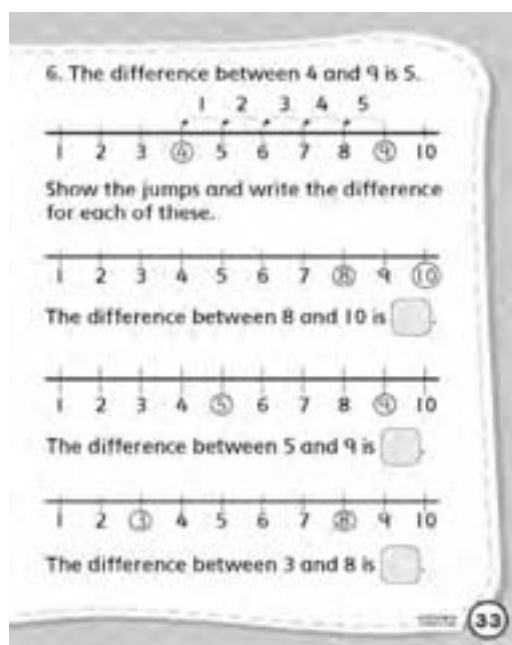 6. The difference between 4 and 9 is 5.
1 2 3 4 5
1 2 3 4 5 6 7 8 9 10
Show the jumps and write the difference
for each of these.
1 2 3 4 5 6 7 8 9 10
The difference between 8 and 10 is .
1 2 3 4 5 6 7 8 9 10
The difference between 5 and 9 is .
1 2 3 4 5 6 7 8 9 10
The difference between 3 and 8 is .
33